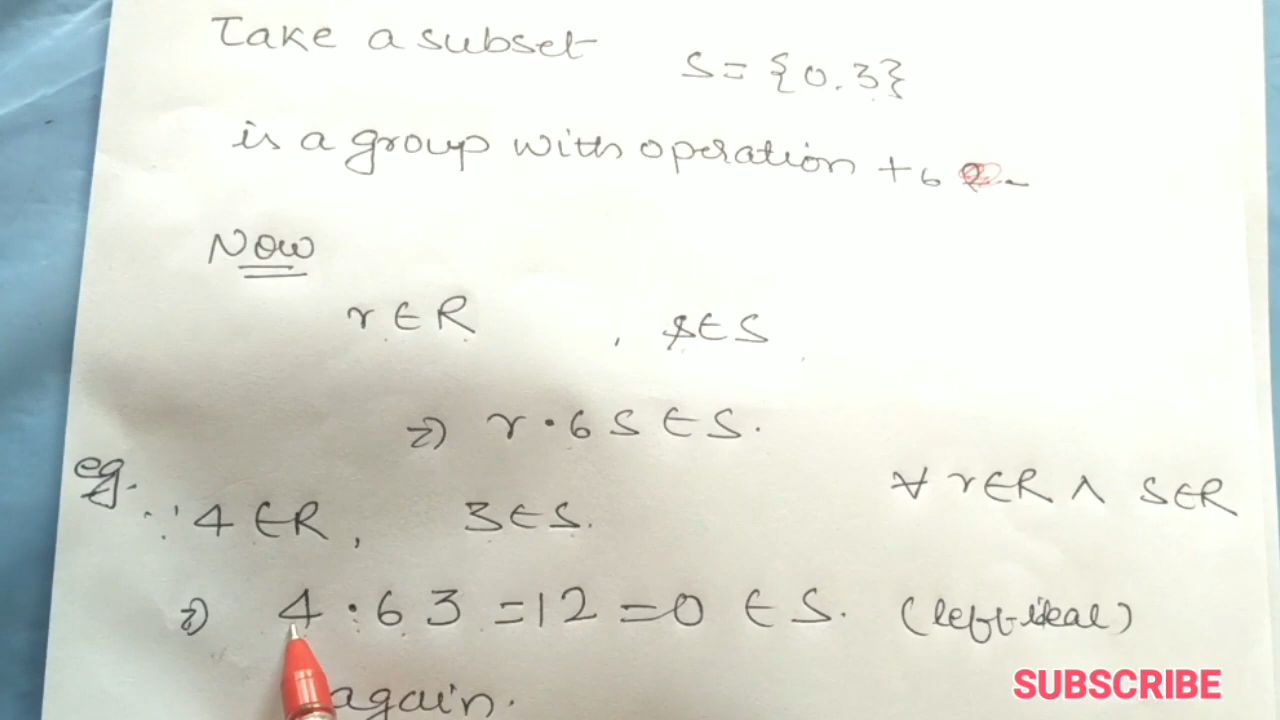 Take a subset S = {0.3}
is a group with operation +6
Now
r ∈ R , s ∈ S
⇒ r ·6 S ∈ S.
∀ r ∈ R ∧ S ∈ R
eg. ∵ 4 ∈ R, 3 ∈ S.
⇒ 4 ·6 3 = 12 = 0 ∈ S. (left ideal)
again.
SUBSCRIBE